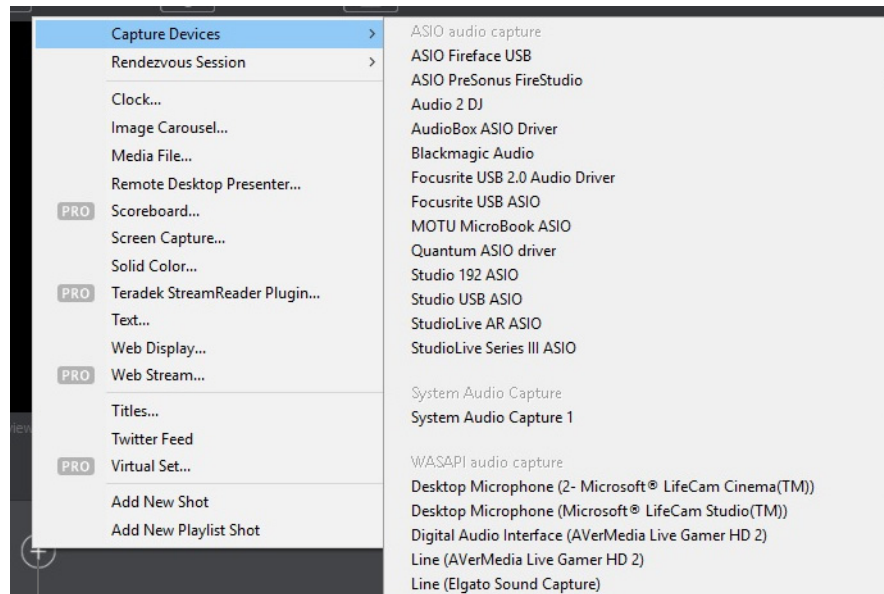 Capture Devices
Rendezvous Session
Clock...
Image Carousel...
Media File...
Remote Desktop Presenter...
PRO Scoreboard...
Screen Capture...
Solid Color...
PRO Teradek StreamReader Plugin...
Text...
Web Display...
PRO Web Stream...
Titles...
Twitter Feed
PRO Virtual Set...
Add New Shot
Add New Playlist Shot
ASIO audio capture
ASIO Fireface USB
ASIO PreSonus FireStudio
Audio 2 DJ
AudioBox ASIO Driver
Blackmagic Audio
Focusrite USB 2.0 Audio Driver
Focusrite USB ASIO
MOTU MicroBook ASIO
Quantum ASIO driver
Studio 192 ASIO
Studio USB ASIO
StudioLive AR ASIO
StudioLive Series III ASIO
System Audio Capture
System Audio Capture 1
WASAPI audio capture
Desktop Microphone (2- Microsoft® LifeCam Cinema(TM))
Desktop Microphone (Microsoft® LifeCam Studio(TM))
Digital Audio Interface (AVerMedia Live Gamer HD 2)
Line (AVerMedia Live Gamer HD 2)
Line (Elgato Sound Capture)